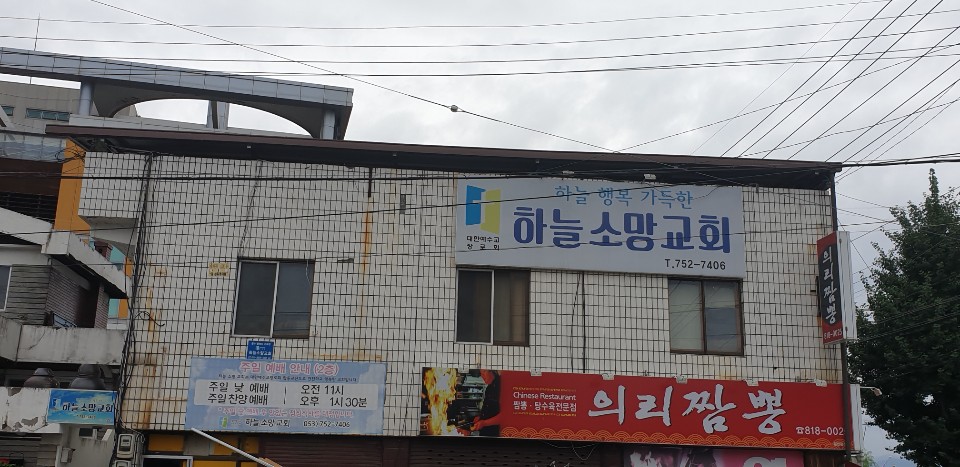 하늘 행복 가득한
대한예수교
장로회
하늘소망교회
T.752-7406
의리짬뽕
주일 예배 안내 (2층)
주일 낮 예배 오전 11시
주일찬양예배 오후 1시30분
하늘소망교회 053)752-7406
하늘소망교회
Chinese Restaurant
짬뽕·탕수육전문점
의리짬뽕
☎818-002